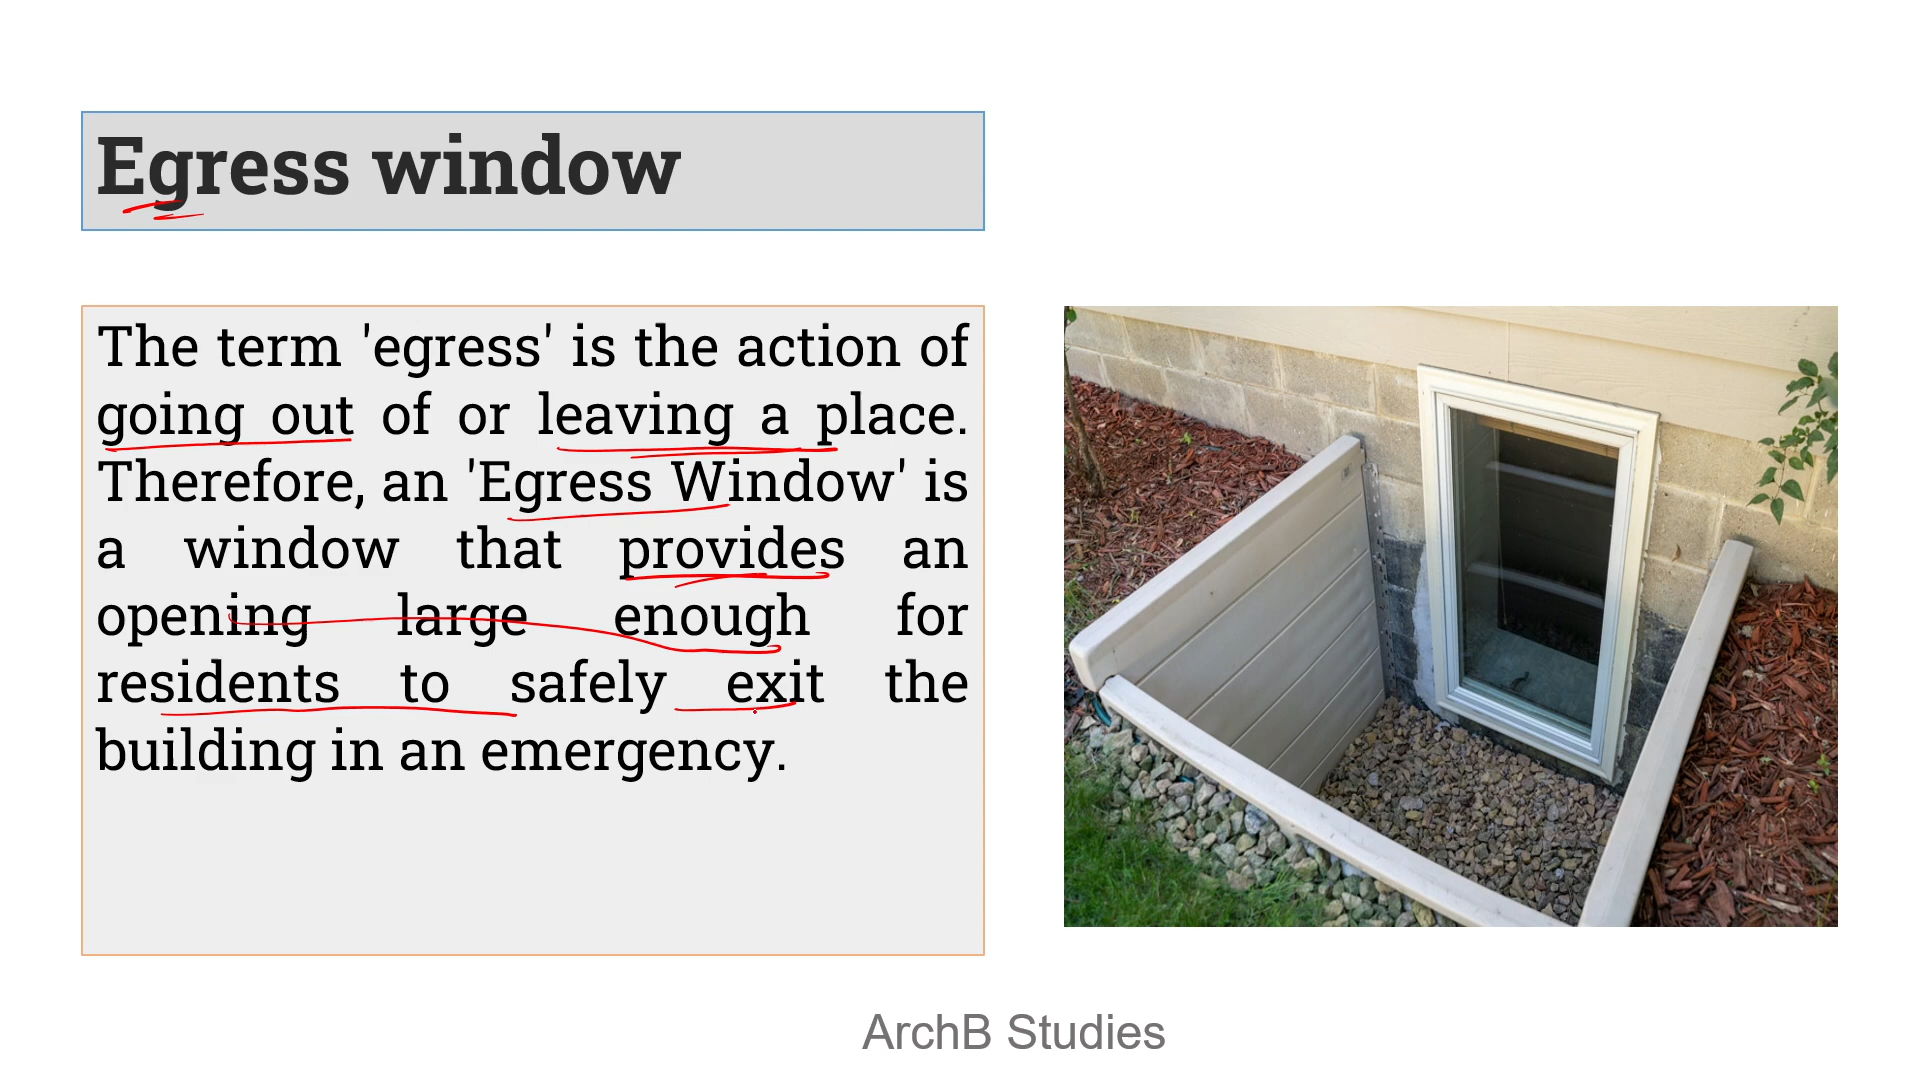 Egress window
The term 'egress' is the action of
going out of or leaving a place.
Therefore, an 'Egress Window' is
a window that provides an
opening large enough for
residents to safely exit the
building in an emergency.
ArchB Studies